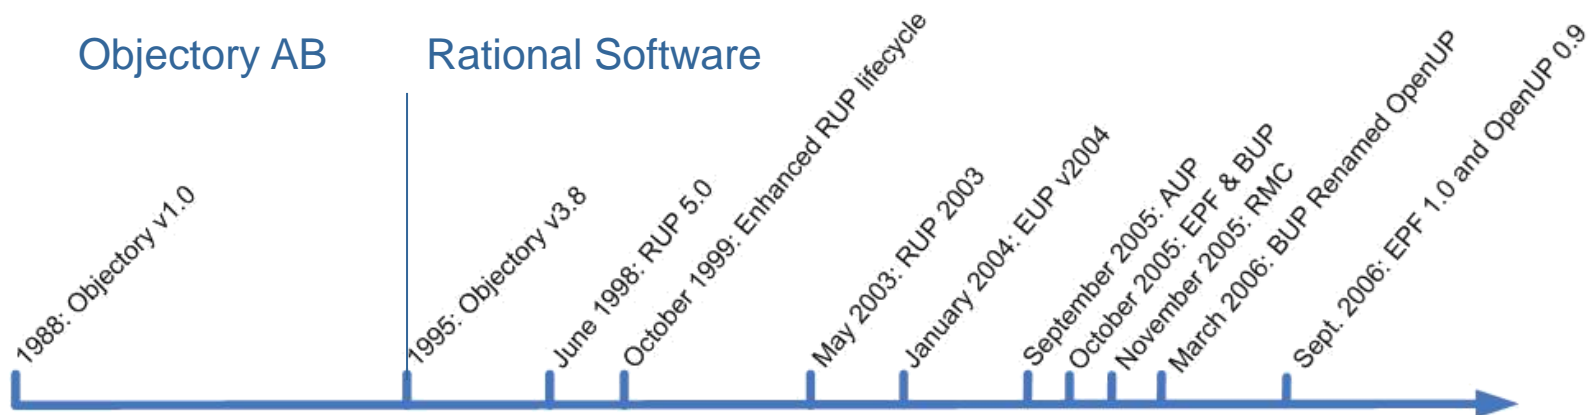 Objectory AB
Rational Software
1988: Objectory v1.0
1995: Objectory v3.8
June 1998: RUP 5.0
October 1999: Enhanced RUP lifecycle
May 2003: RUP 2003
January 2004: EUP v2004
September 2005: AUP
October 2005: EPF & BUP
November 2005: RMC
March 2006: BUP Renamed OpenUP
Sept. 2006: EPF 1.0 and OpenUP 0.9